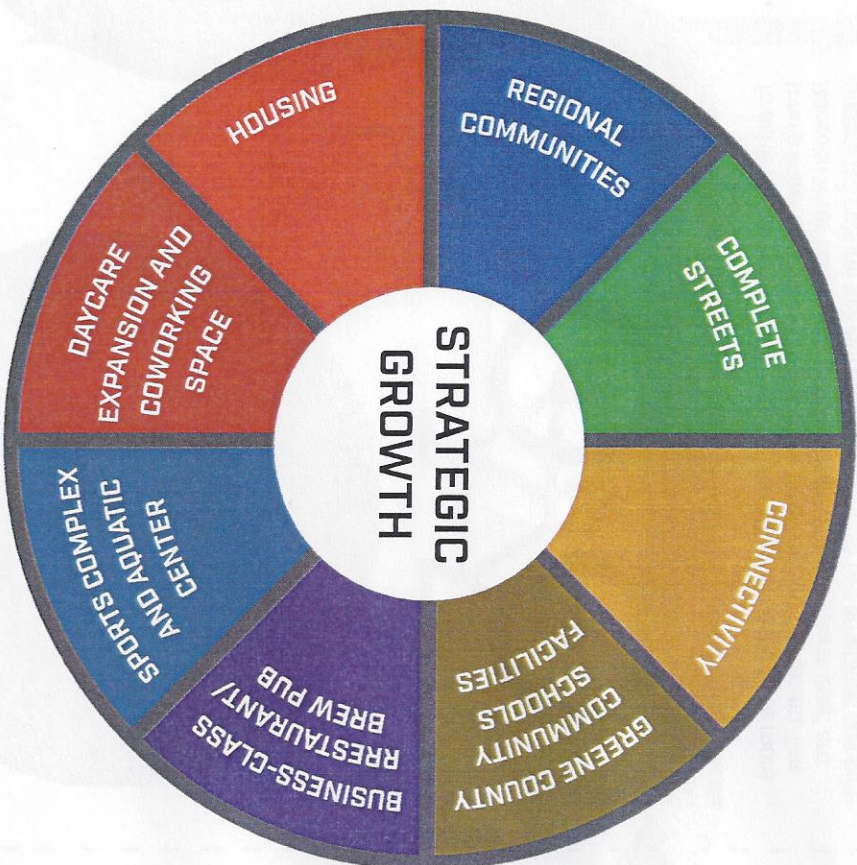 STRATEGIC
GROWTH
REGIONAL
COMMUNITIES
COMPLETE
STREETS
CONNECTIVITY
GREENE COUNTY
COMMUNITY
SCHOOLS
FACILITIES
BUSINESS-CLASS
RRESTAURANT/
BREW PUB
SPORTS COMPLEX
AND AQUATIC
CENTER
DAYCARE
EXPANSION AND
COWORKING
SPACE
HOUSING